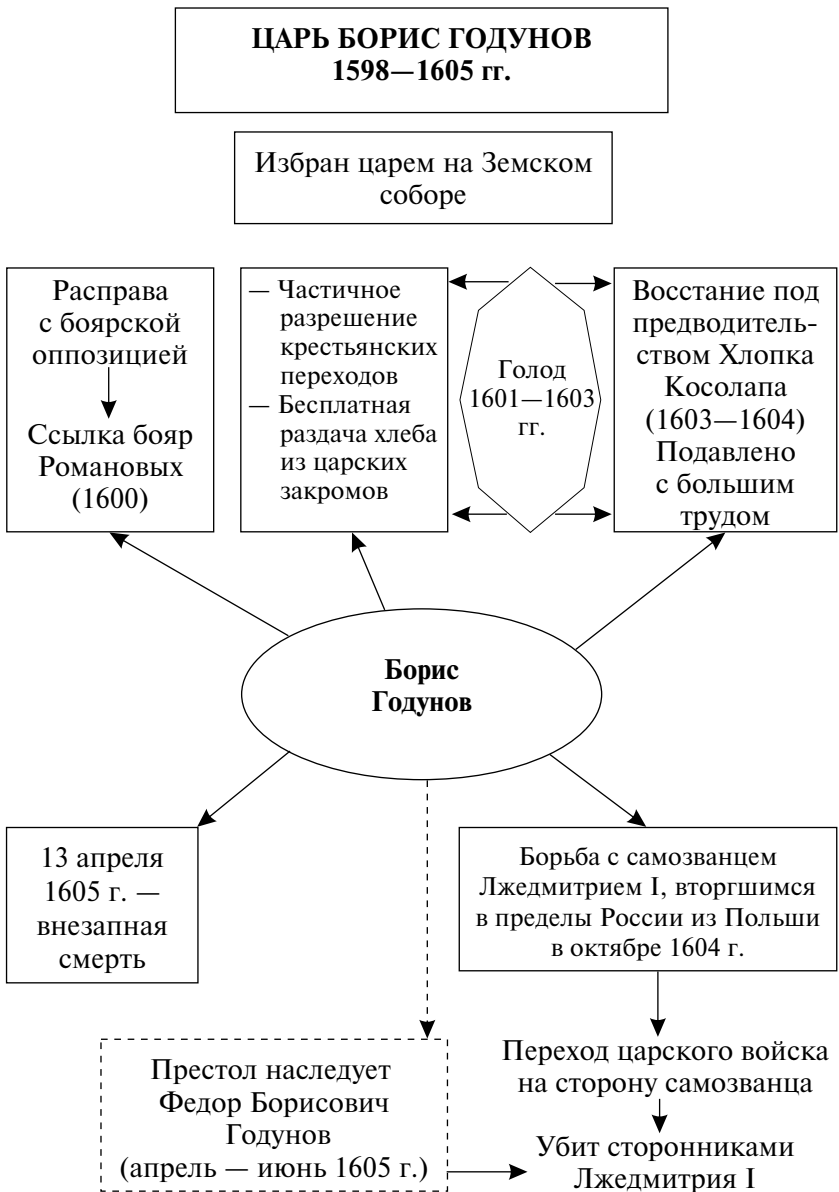 ЦАРЬ БОРИС ГОДУНОВ
1598—1605 гг.
Избран царем на Земском
соборе
Расправа
с боярской
оппозицией
Ссылка бояр
Романовых
(1600)
— Частичное
разрешение
крестьянских
переходов
— Бесплатная
раздача хлеба
из царских
закромов
Голод
1601—1603
гг.
Восстание под
предводитель-
ством Хлопка
Косолапа
(1603—1604)
Подавлено
с большим
трудом
Борис
Годунов
13 апреля
1605 г. —
внезапная
смерть
Борьба с самозванцем
Лжедмитрием I, вторгшимся
в пределы России из Польши
в октябре 1604 г.
Престол наследует
Федор Борисович
Годунов
(апрель — июнь 1605 г.)
Переход царского войска
на сторону самозванца
Убит сторонниками
Лжедмитрия I